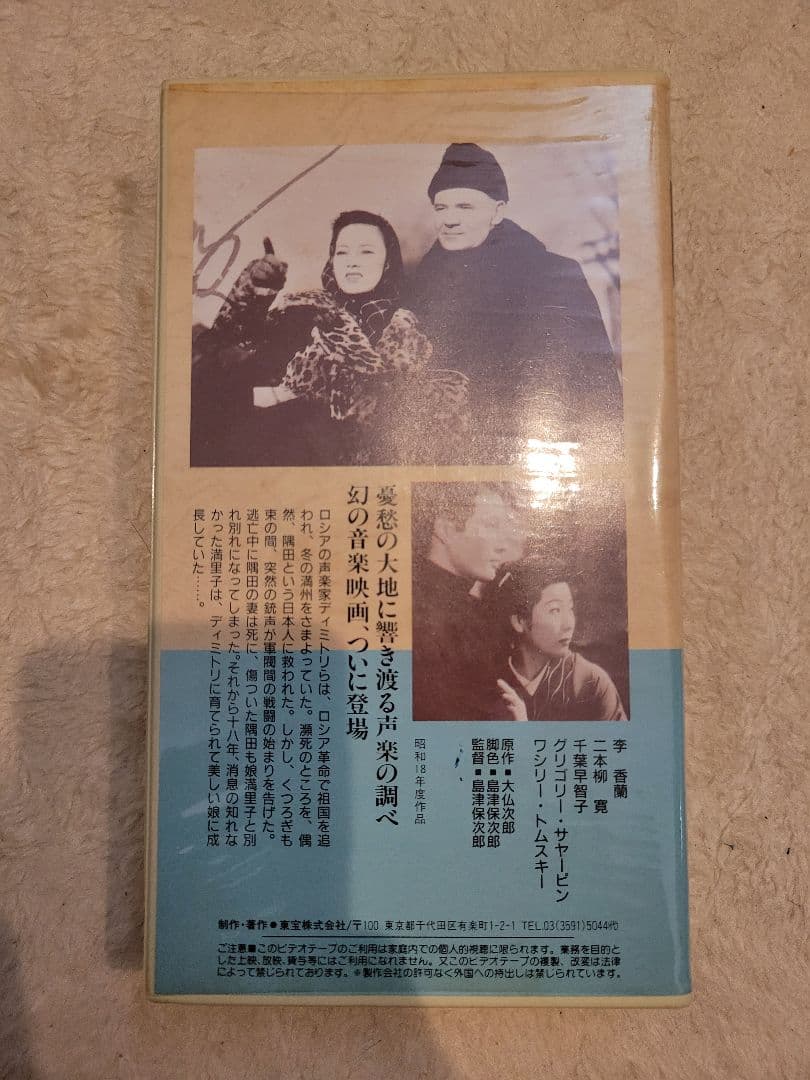 憂愁の大地に響き渡る声楽の調べ
幻の音楽映画、ついに登場
ロシアの声楽家ディミトリらは、ロシア革命で祖国を追
われ、冬の満州をさまよっていた。瀕死のところを、偶
然、隅田という日本人に救われた。しかし、くつろぎも
束の間、突然の銃声が軍閥間の戦闘の始まりを告げた。
逃亡中に隅田の妻は死に、傷ついた隅田も娘満里子と別
れ別れになってしまった。それから十八年、消息の知れな
かった満里子は、ディミトリに育てられて美しい娘に成
長していた……。
李 香蘭
二本柳 寛
千葉早智子
グリゴリー・サヤーピン
ワシリー・トムスキー
原作■大仏次郎
脚色■島津保次郎
監督■島津保次郎
昭和18年度作品
制作・著作●東宝株式会社/〒100 東京都千代田区有楽町1-2-1 TEL.03(3591)5044代
ご注意■このビデオテープのご利用は家庭内での個人的視聴に限られます。業務を目的と
した上映、放映、貸与等にはご利用になれません。又このビデオテープの複製、改変は法律
によって禁じられております。※製作会社の許可なく外国への持出しは禁じられています。